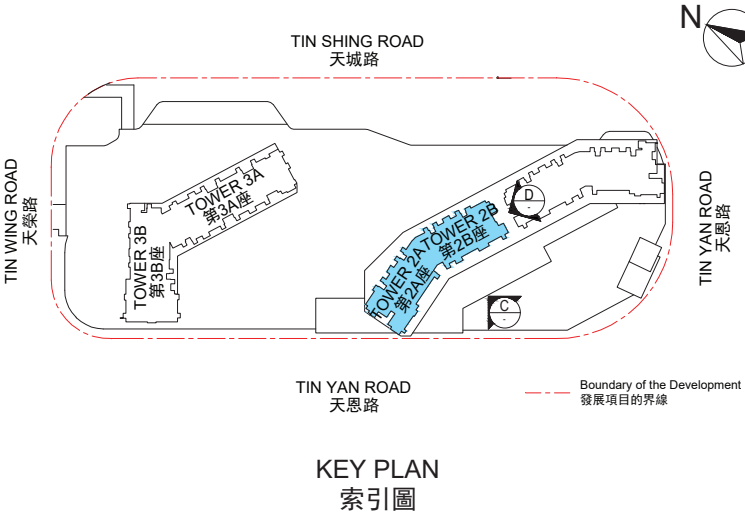 N
TIN SHING ROAD
天城路
TIN WING ROAD
天榮路
TOWER 3A
第3A座
TOWER 3B
第3B座
TOWER 2A
第2A座
TOWER 2B
第2B座
D
-
C
-
TIN YAN ROAD
天恩路
TIN YAN ROAD
天恩路
Boundary of the Development
發展項目的界線
KEY PLAN
索引圖